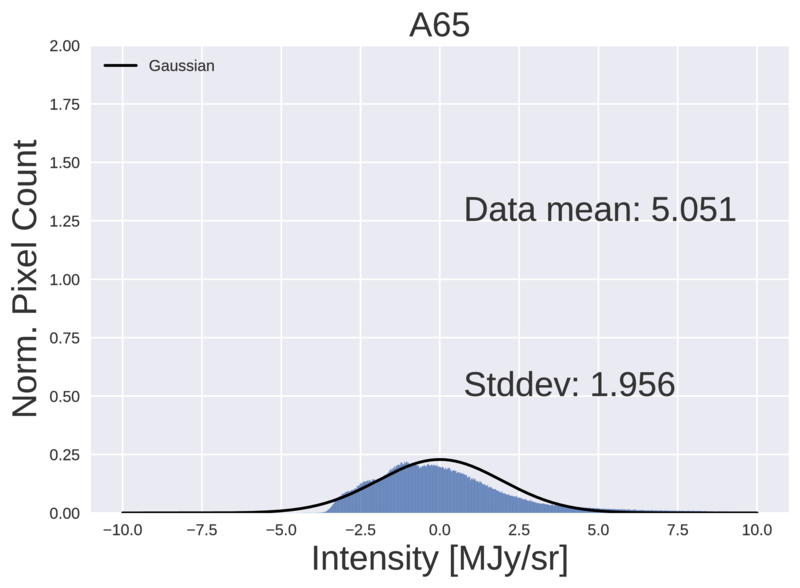 A65
2.00
Gaussian
1.75
1.50
Data mean: 5.051
1.25
1.00
0.75
Stddev: 1.956
0.50
0.25
0.00
Norm. Pixel Count
−10.0 −7.5 −5.0 −2.5 0.0 2.5 5.0 7.5 10.0
Intensity [MJy/sr]